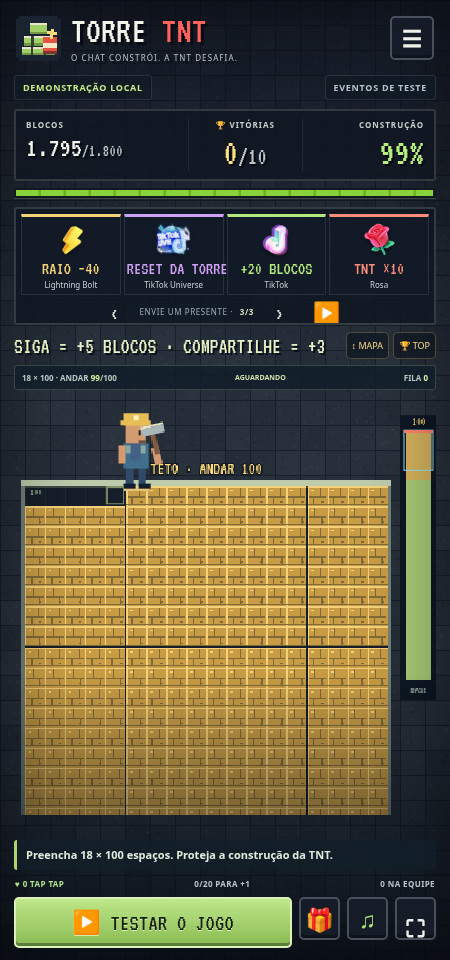 TORRE TNT
O CHAT CONSTRÓI. A TNT DESAFIA.
DEMONSTRAÇÃO LOCAL
EVENTOS DE TESTE
BLOCOS
1.795/1.800
🏆 VITÓRIAS
0/10
CONSTRUÇÃO
99%
RAIO -40
Lightning Bolt
RESET DA TORRE
TikTok Universe
+20 BLOCOS
TikTok
TNT X10
Rosa
❮ ENVIE UM PRESENTE · 3/3 ❯
SIGA = +5 BLOCOS · COMPARTILHE = +3
↕ MAPA
🏆 TOP
18 × 100 · ANDAR 99/100
AGUARDANDO
FILA 0
100
TETO · ANDAR 100
100
BASE
Preencha 18 × 100 espaços. Proteja a construção da TNT.
♥ 0 TAP TAP
0/20 PARA +1
0 NA EQUIPE
▶ TESTAR O JOGO